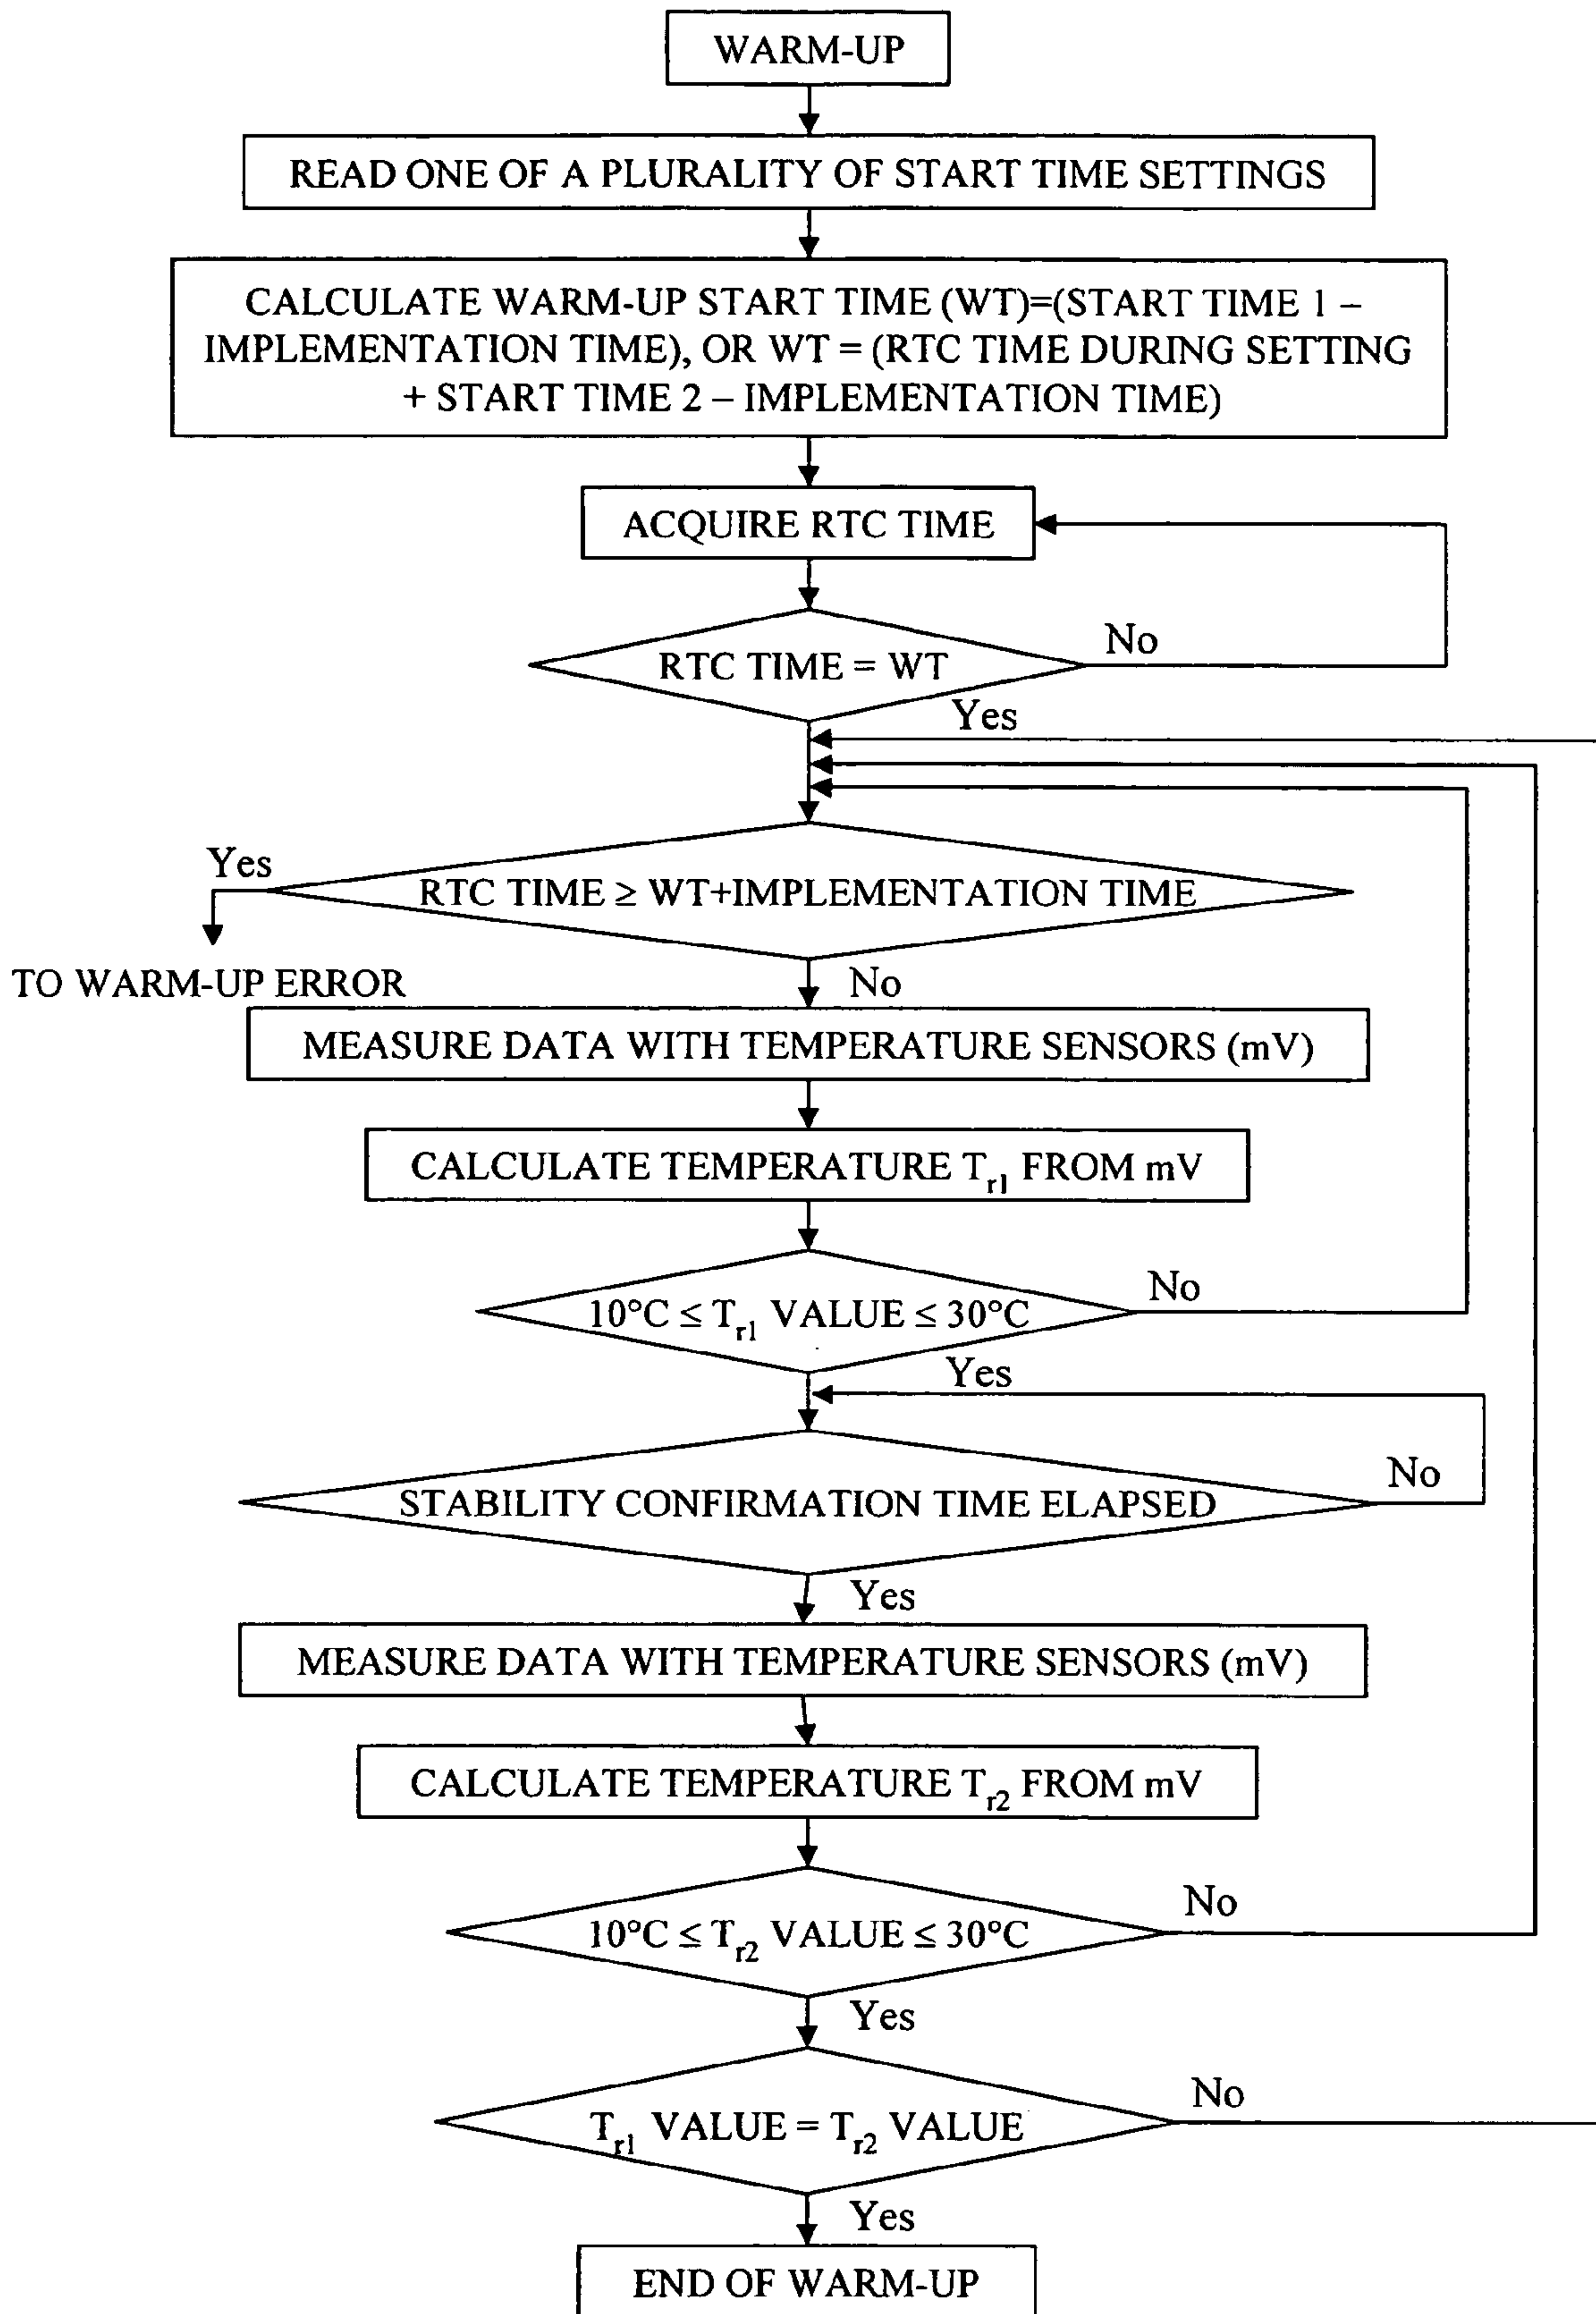 WARM-UP
READ ONE OF A PLURALITY OF START TIME SETTINGS
CALCULATE WARM-UP START TIME (WT)=(START TIME 1 –
IMPLEMENTATION TIME), OR WT = (RTC TIME DURING SETTING
+ START TIME 2 – IMPLEMENTATION TIME)
ACQUIRE RTC TIME
No
RTC TIME = WT
Yes
Yes
RTC TIME ≥ WT+IMPLEMENTATION TIME
TO WARM-UP ERROR
No
MEASURE DATA WITH TEMPERATURE SENSORS (mV)
CALCULATE TEMPERATURE Tr1 FROM mV
No
10°C ≤ Tr1 VALUE ≤ 30°C
Yes
No
STABILITY CONFIRMATION TIME ELAPSED
Yes
MEASURE DATA WITH TEMPERATURE SENSORS (mV)
CALCULATE TEMPERATURE Tr2 FROM mV
No
10°C ≤ Tr2 VALUE ≤ 30°C
Yes
No
Tr1 VALUE = Tr2 VALUE
Yes
END OF WARM-UP